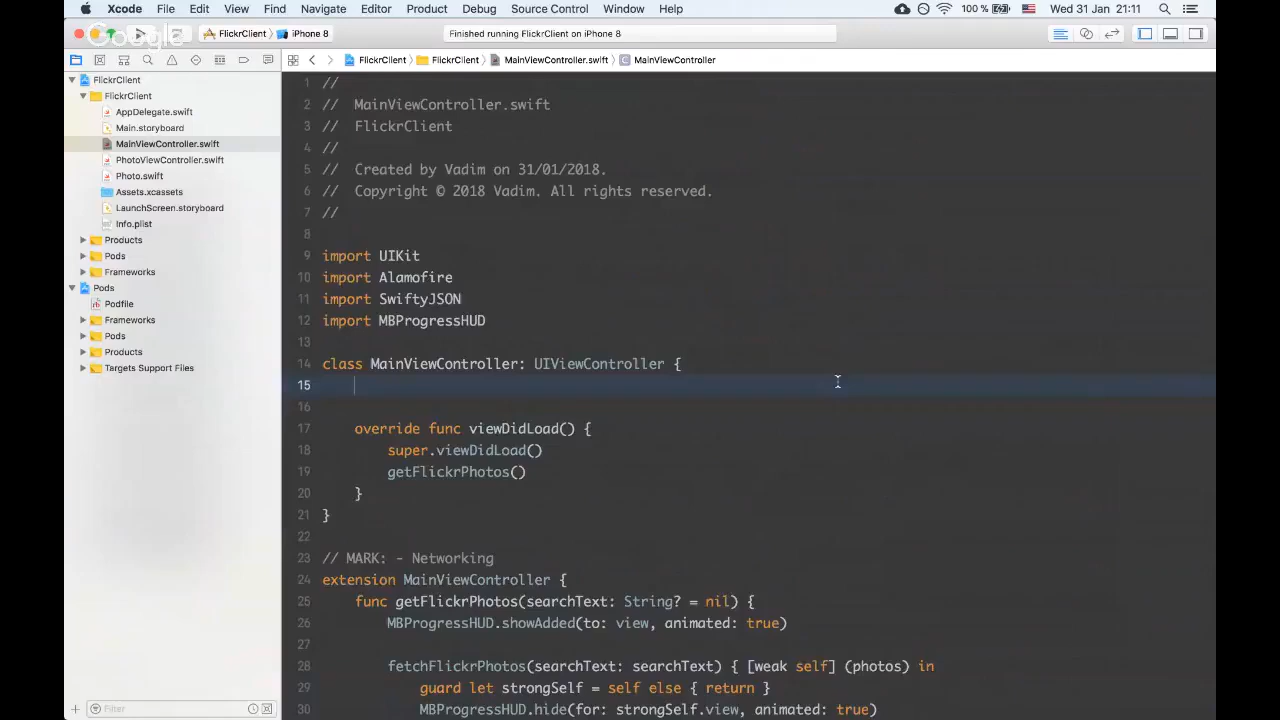 Xcode File Edit View Find Navigate Editor Product Debug Source Control Window Help 100 % Wed 31 Jan 21:11
Google
FlickrClient iPhone 8
Finished running FlickrClient on iPhone 8
FlickrClient FlickrClient MainViewController.swift C MainViewController
FlickrClient
FlickrClient
AppDelegate.swift
Main.storyboard
MainViewController.swift
PhotoViewController.swift
Photo.swift
Assets.xcassets
LaunchScreen.storyboard
Info.plist
Products
Pods
Frameworks
Pods
Podfile
Frameworks
Pods
Products
Targets Support Files
Filter
1 //
2 // MainViewController.swift
3 // FlickrClient
4 //
5 // Created by Vadim on 31/01/2018.
6 // Copyright © 2018 Vadim. All rights reserved.
7 //
8
9 import UIKit
10 import Alamofire
11 import SwiftyJSON
12 import MBProgressHUD
13
14 class MainViewController: UIViewController {
15
16
17 override func viewDidLoad() {
18 super.viewDidLoad()
19 getFlickrPhotos()
20 }
21 }
22
23 // MARK: - Networking
24 extension MainViewController {
25 func getFlickrPhotos(searchText: String? = nil) {
26 MBProgressHUD.showAdded(to: view, animated: true)
27
28 fetchFlickrPhotos(searchText: searchText) { [weak self] (photos) in
29 guard let strongSelf = self else { return }
30 MBProgressHUD.hide(for: strongSelf.view, animated: true)